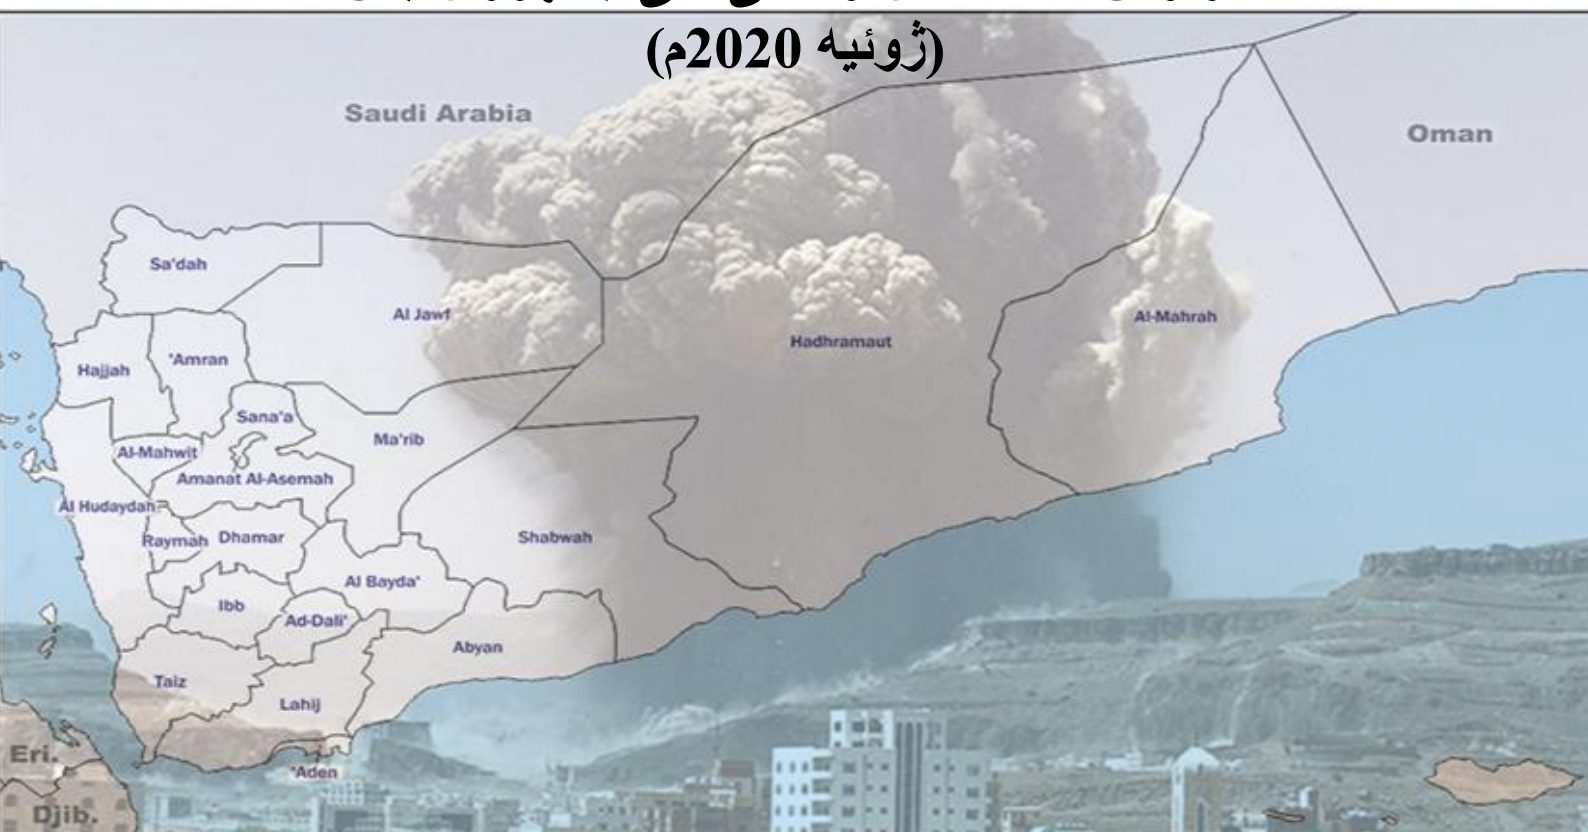 (ژوئیه 2020م)
Saudi Arabia
Oman
Sa'dah
Al Jawf
Al-Mahrah
Hadhramaut
'Amran
Hajjah
Sana'a
Ma'rib
Al-Mahwit
Amanat Al-Asemah
Al Hudaydah
Raymah
Dhamar
Shabwah
Al Bayda'
Ibb
Ad-Dali'
Abyan
Taiz
Lahij
Eri.
'Aden
Djib.